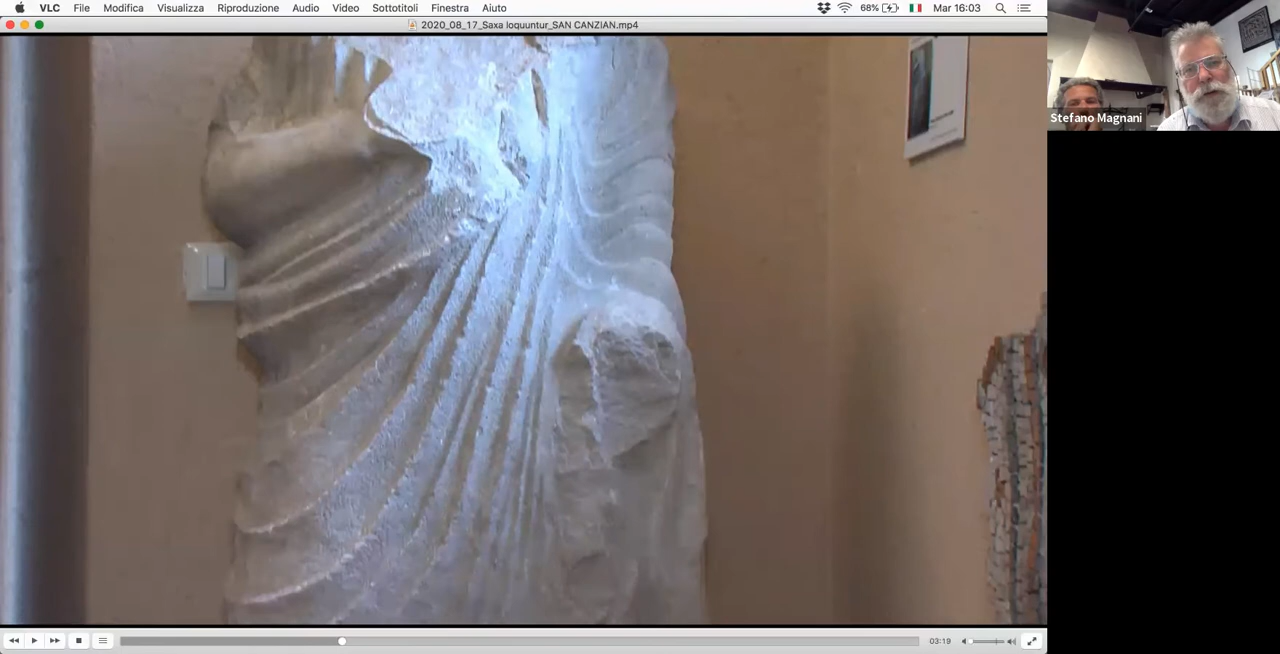 VLC File Modifica Visualizza Riproduzione Audio Video Sottotitoli Finestra Aiuto 68% Mar 16:03
2020_08_17_Saxa loquuntur_SAN CANZIAN.mp4
Stefano Magnani
03:19